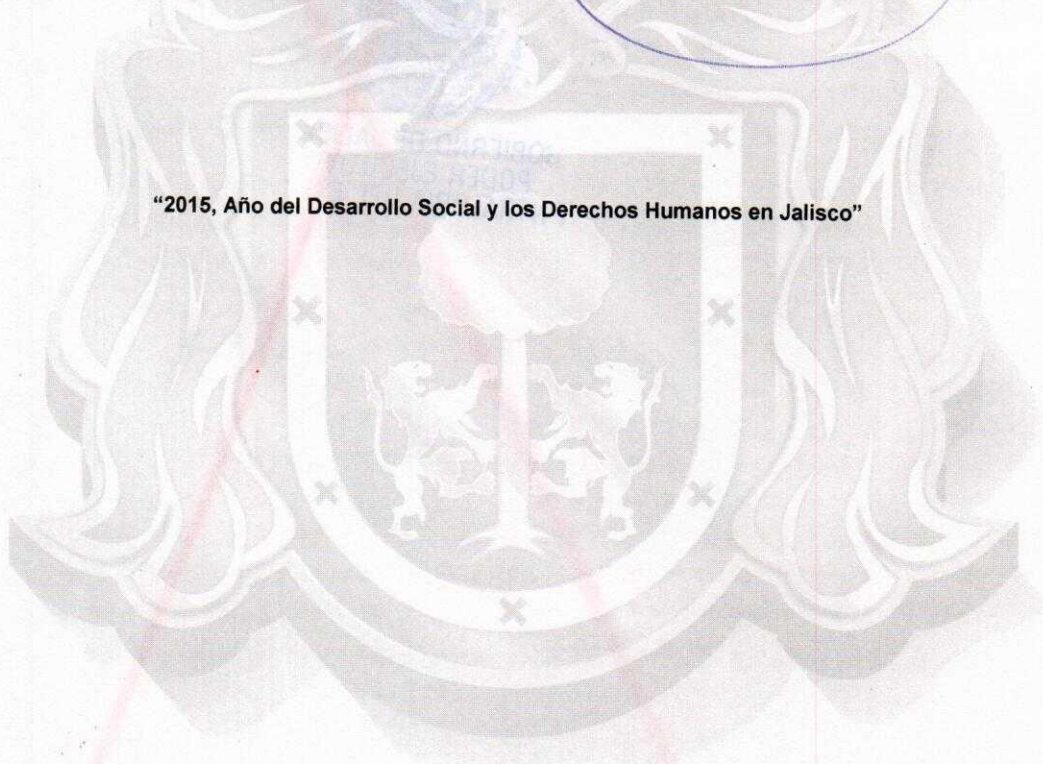 “2015, Año del Desarrollo Social y los Derechos Humanos en Jalisco”